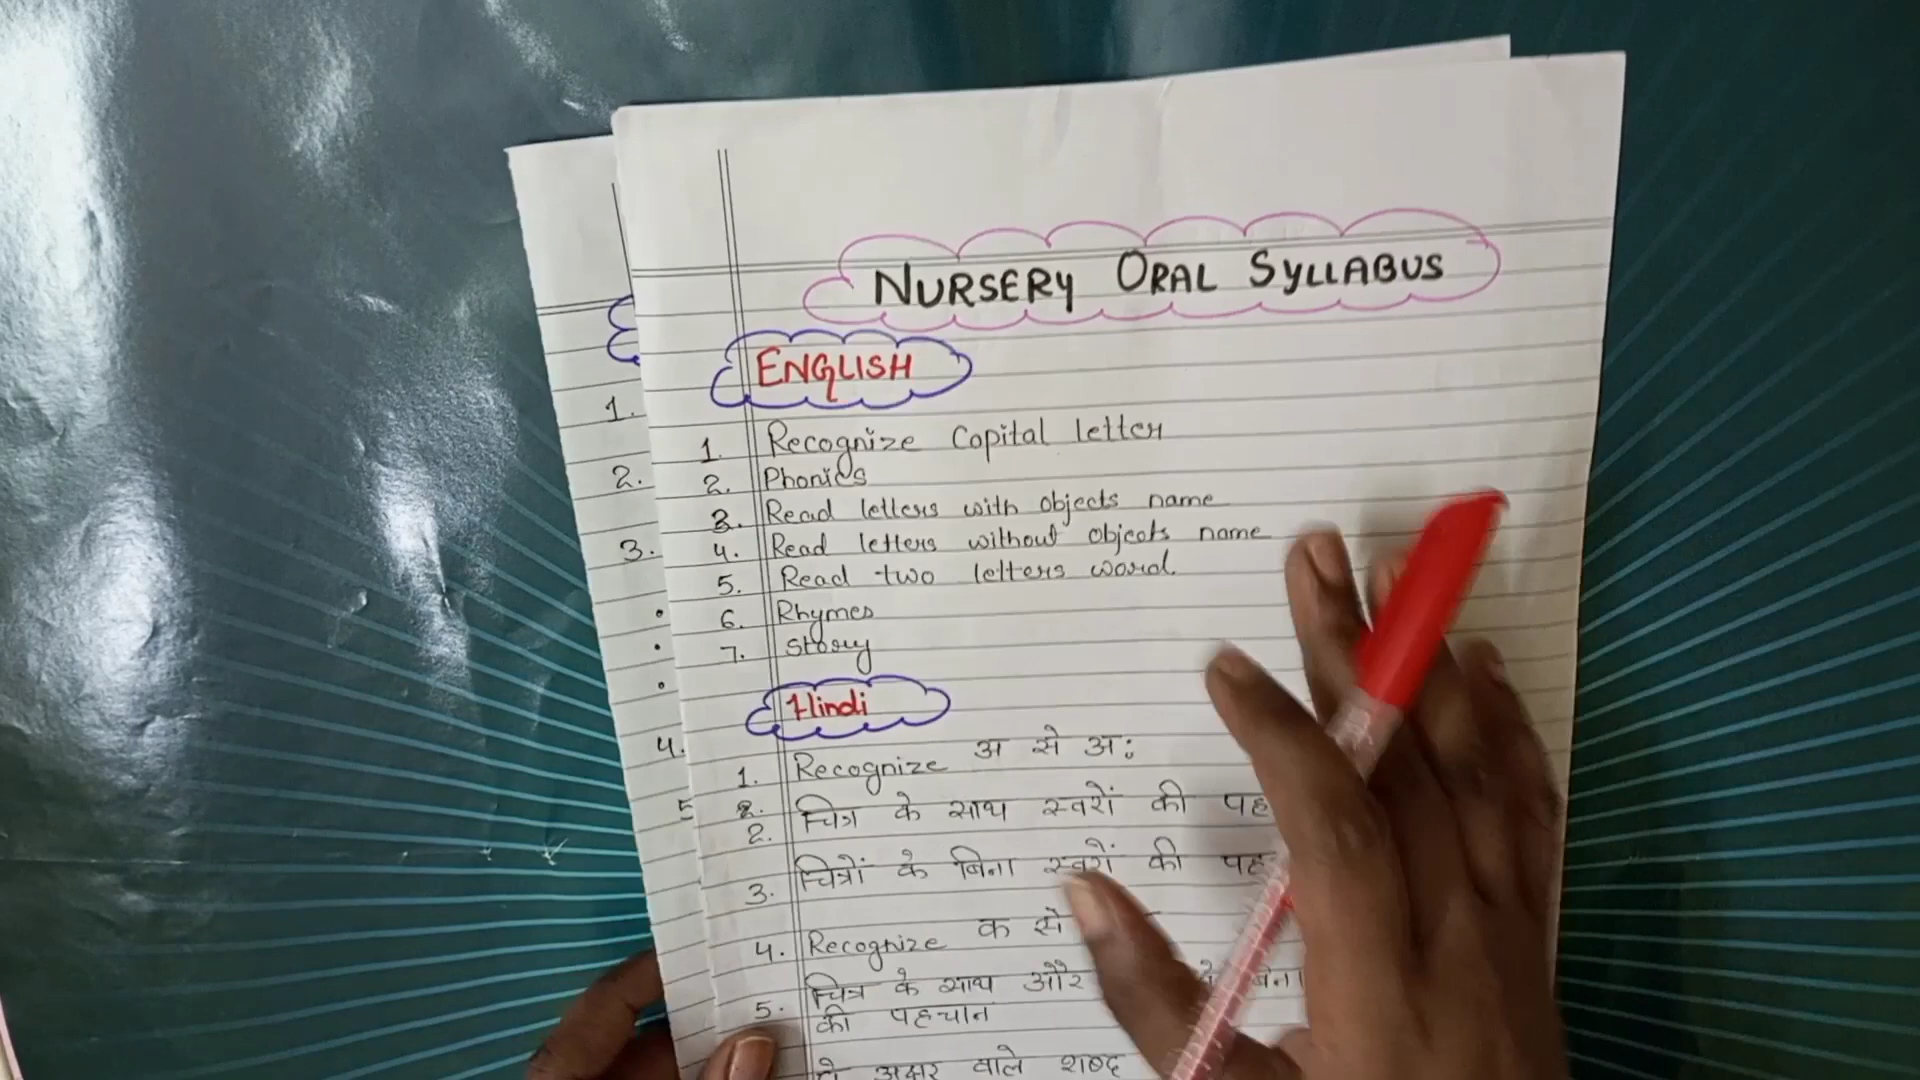 NURSERY ORAL SYLLABUS
ENGLISH
1. Recognize Capital letter
2. Phonics
3. Read letters with objects name
4. Read letters without objects name
5. Read two letters word
6. Rhymes
7. Story
Hindi
1. Recognize अ से अः
2. चित्र के साथ स्वरों की
3. चित्रों के बिना स्वरों की
4. Recognize क से
5. चित्र के साथ और
की पहचान
दो अक्षर वाले शब्द
1.
2.
3.
4.
5